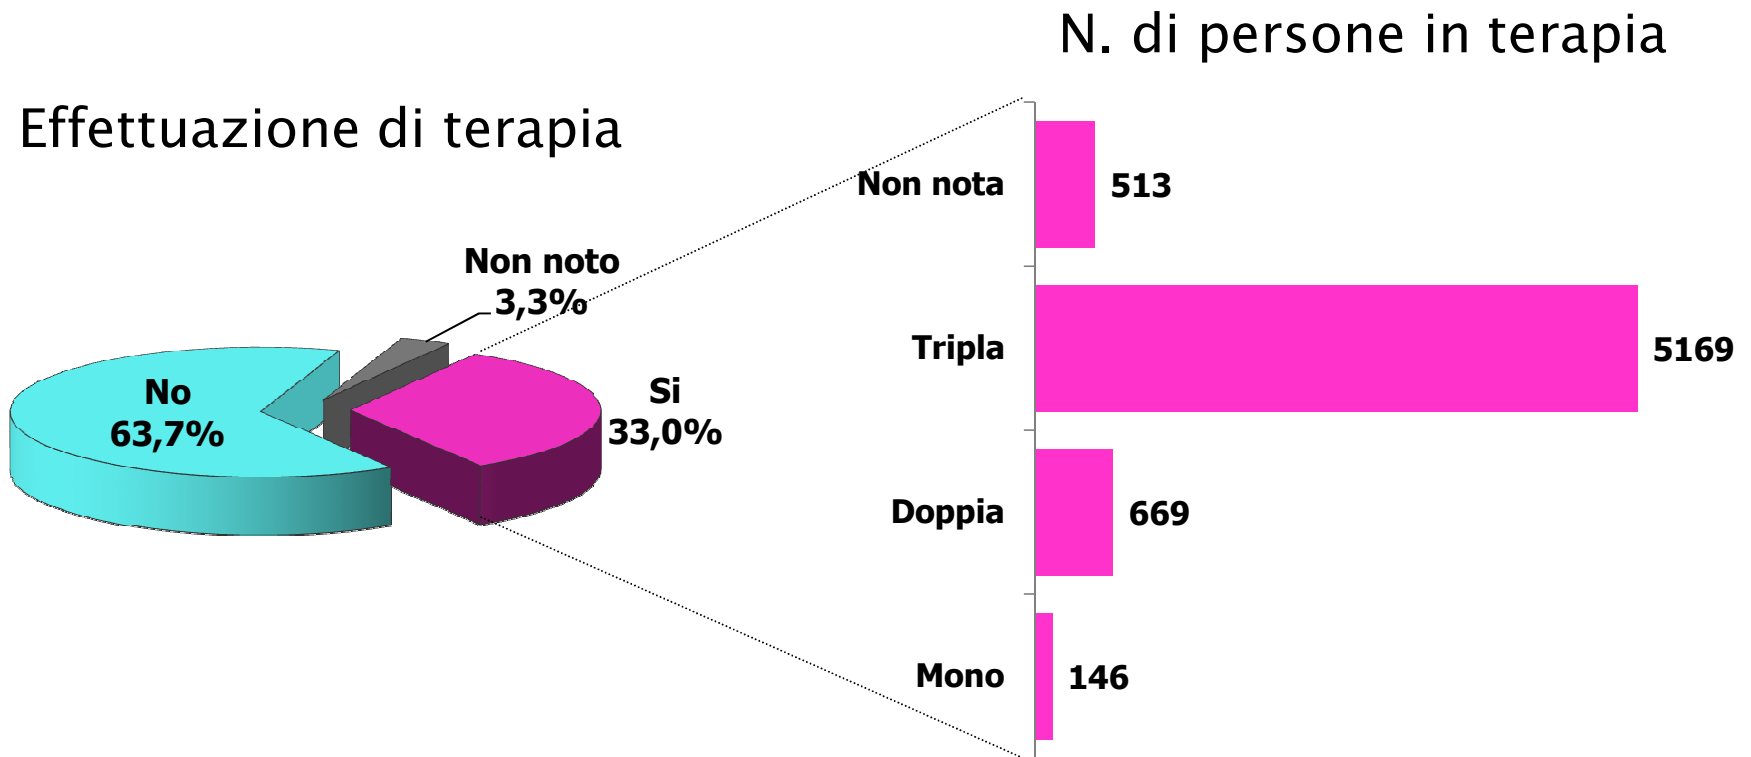 N. di persone in terapia
Effettuazione di terapia
Non noto
3,3%
No
63,7%
Si
33,0%
Non nota
513
Tripla
5169
Doppia
669
Mono
146